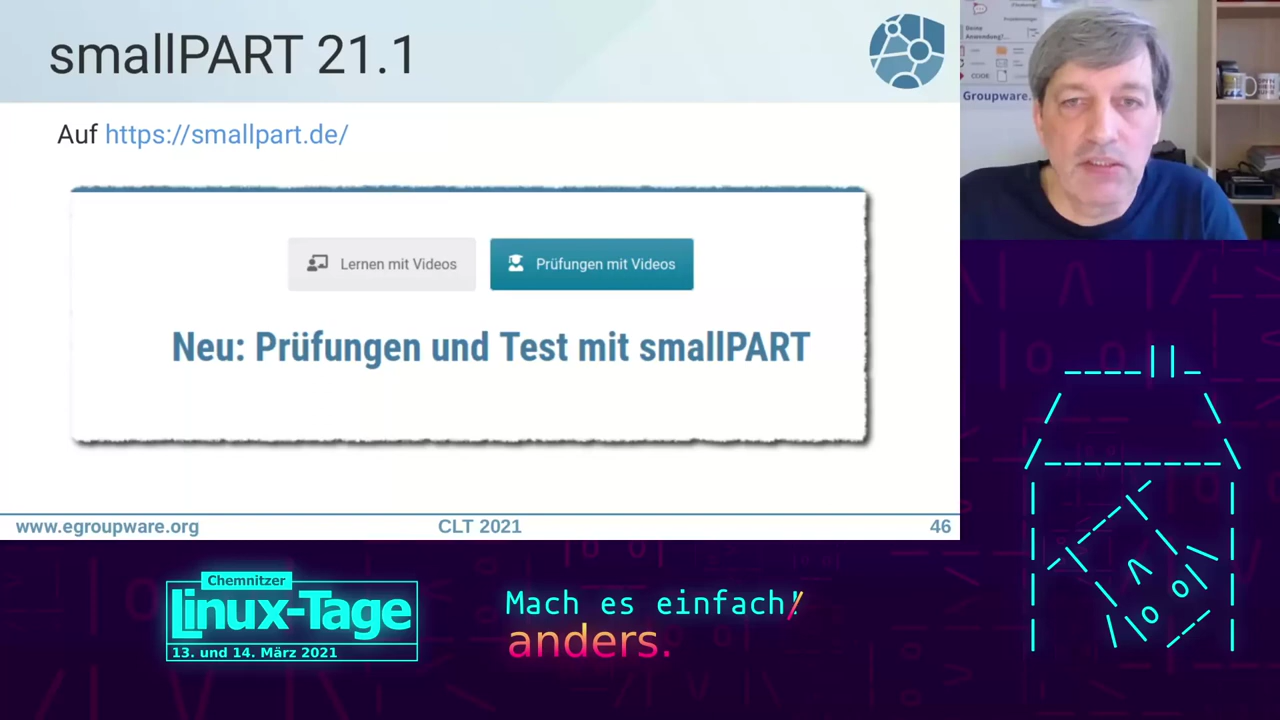 smallPART 21.1
Auf https://smallpart.de/
Lernen mit Videos
Prüfungen mit Videos
Neu: Prüfungen und Test mit smallPART
www.egroupware.org
CLT 2021
46
Groupware.
CODE
Chemnitzer
Linux-Tage
13. und 14. März 2021
Mach es einfach!
anders.